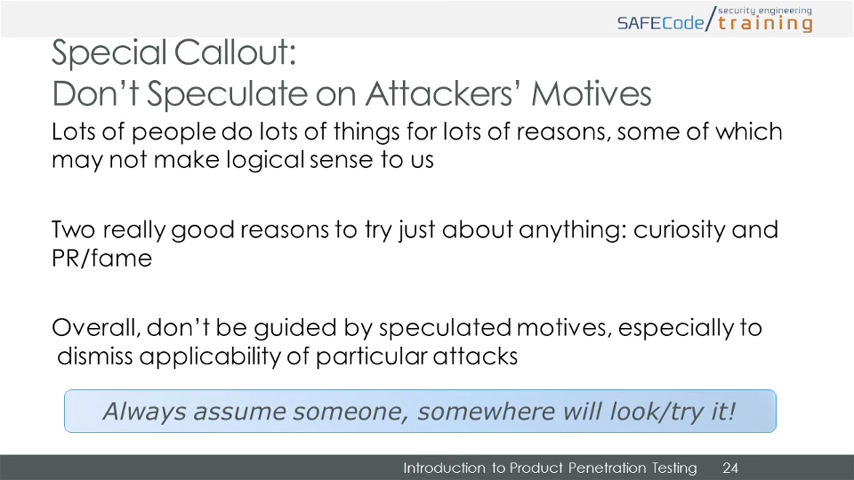 security engineering
SAFECode/training
Special Callout:
Don't Speculate on Attackers' Motives
Lots of people do lots of things for lots of reasons, some of which
may not make logical sense to us
Two really good reasons to try just about anything: curiosity and
PR/fame
Overall, don't be guided by speculated motives, especially to
dismiss applicability of particular attacks
Always assume someone, somewhere will look/try it!
Introduction to Product Penetration Testing 24